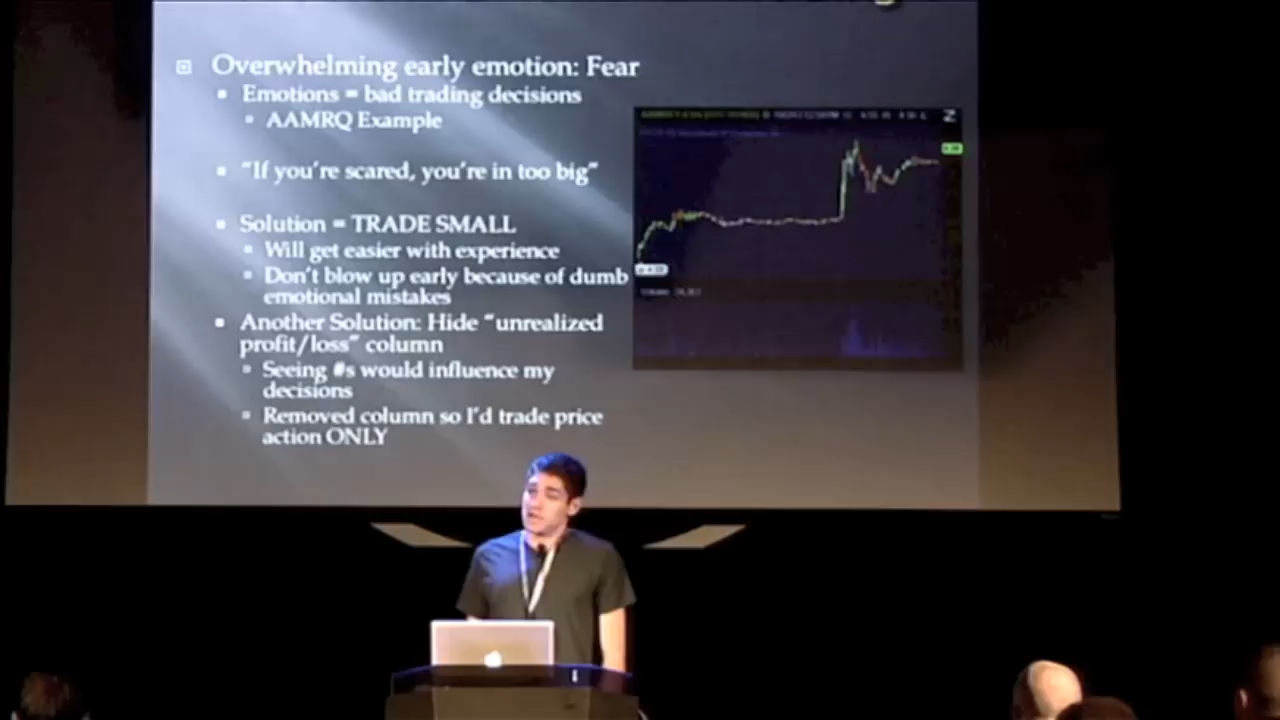 Overwhelming early emotion: Fear
Emotions = bad trading decisions
AAMRQ Example
"If you're scared, you're in too big"
Solution = TRADE SMALL
Will get easier with experience
Don't blow up early because of dumb
emotional mistakes
Another Solution: Hide "unrealized
profit/loss" column
Seeing #s would influence my
decisions
Removed column so I'd trade price
action ONLY
Z